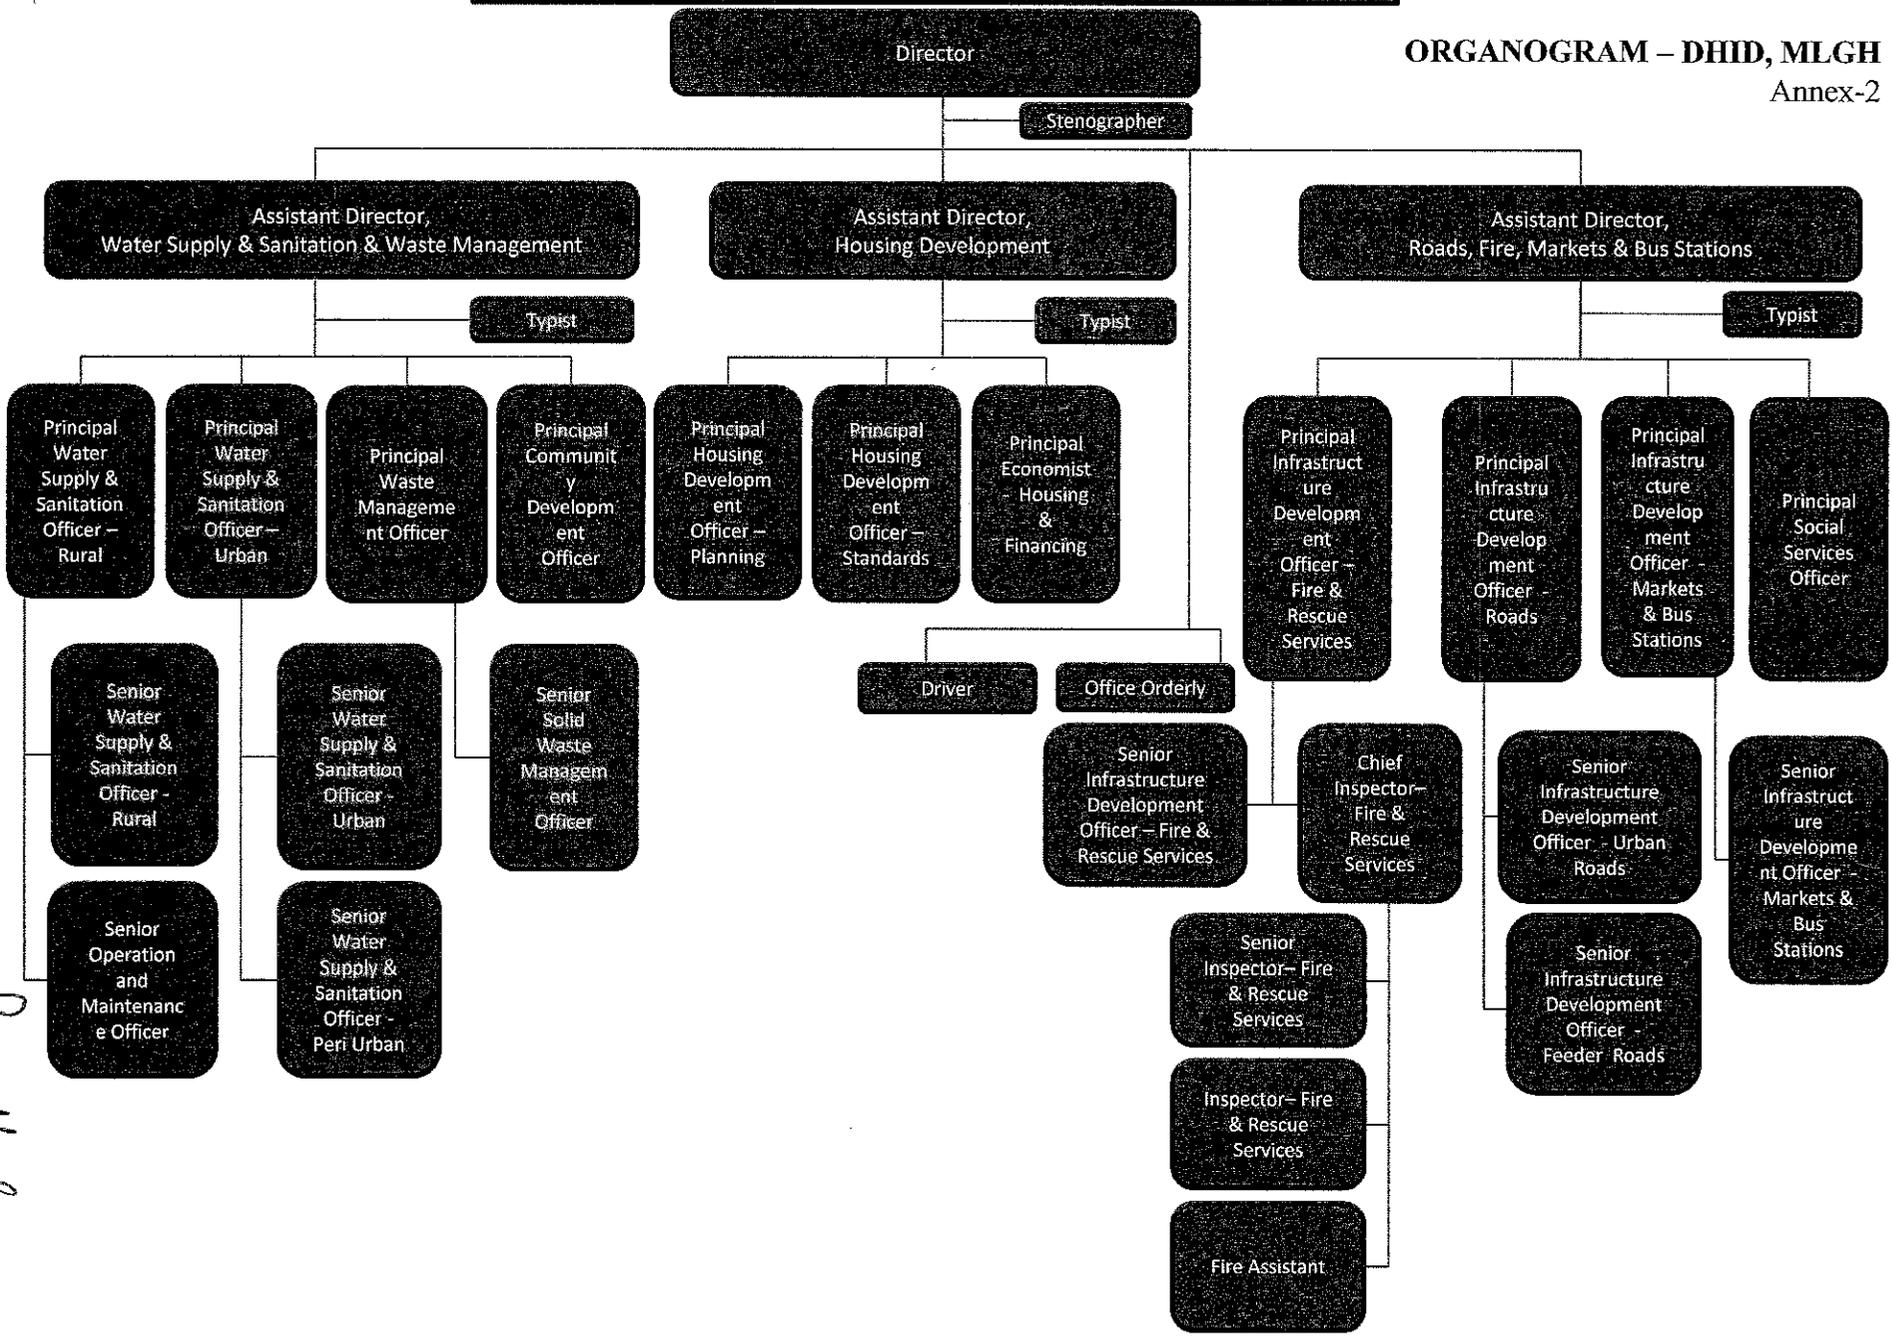 ORGANOGRAM – DHID, MLGH
Annex-2
Director
Stenographer
Assistant Director,
Water Supply & Sanitation & Waste Management
Assistant Director,
Housing Development
Assistant Director,
Roads, Fire, Markets & Bus Stations
Typist
Typist
Typist
Principal
Water
Supply &
Sanitation
Officer –
Rural
Principal
Water
Supply &
Sanitation
Officer –
Urban
Principal
Waste
Manageme
nt Officer
Principal
Communit
y
Developm
ent
Officer
Principal
Housing
Developm
ent
Officer –
Planning
Principal
Housing
Developm
ent
Officer –
Standards
Principal
Economist
- Housing
&
Financing
Principal
Infrastruct
ure
Developm
ent
Officer –
Fire &
Rescue
Services
Principal
Infrastru
cture
Develop
ment
Officer -
Roads
Principal
Infrastru
cture
Develop
ment
Officer -
Markets
& Bus
Stations
Principal
Social
Services
Officer
Driver
Office Orderly
Senior
Water
Supply &
Sanitation
Officer -
Rural
Senior
Water
Supply &
Sanitation
Officer -
Urban
Senior
Solid
Waste
Managem
ent
Officer
Senior
Infrastructure
Development
Officer – Fire &
Rescue Services
Chief
Inspector–
Fire &
Rescue
Services
Senior
Infrastructure
Development
Officer - Urban
Roads
Senior
Infrastruct
ure
Developme
nt Officer -
Markets &
Bus
Stations
Senior
Operation
and
Maintenanc
e Officer
Senior
Water
Supply &
Sanitation
Officer -
Peri Urban
Senior
Inspector– Fire
& Rescue
Services
Senior
Infrastructure
Development
Officer -
Feeder Roads
Inspector– Fire
& Rescue
Services
Fire Assistant